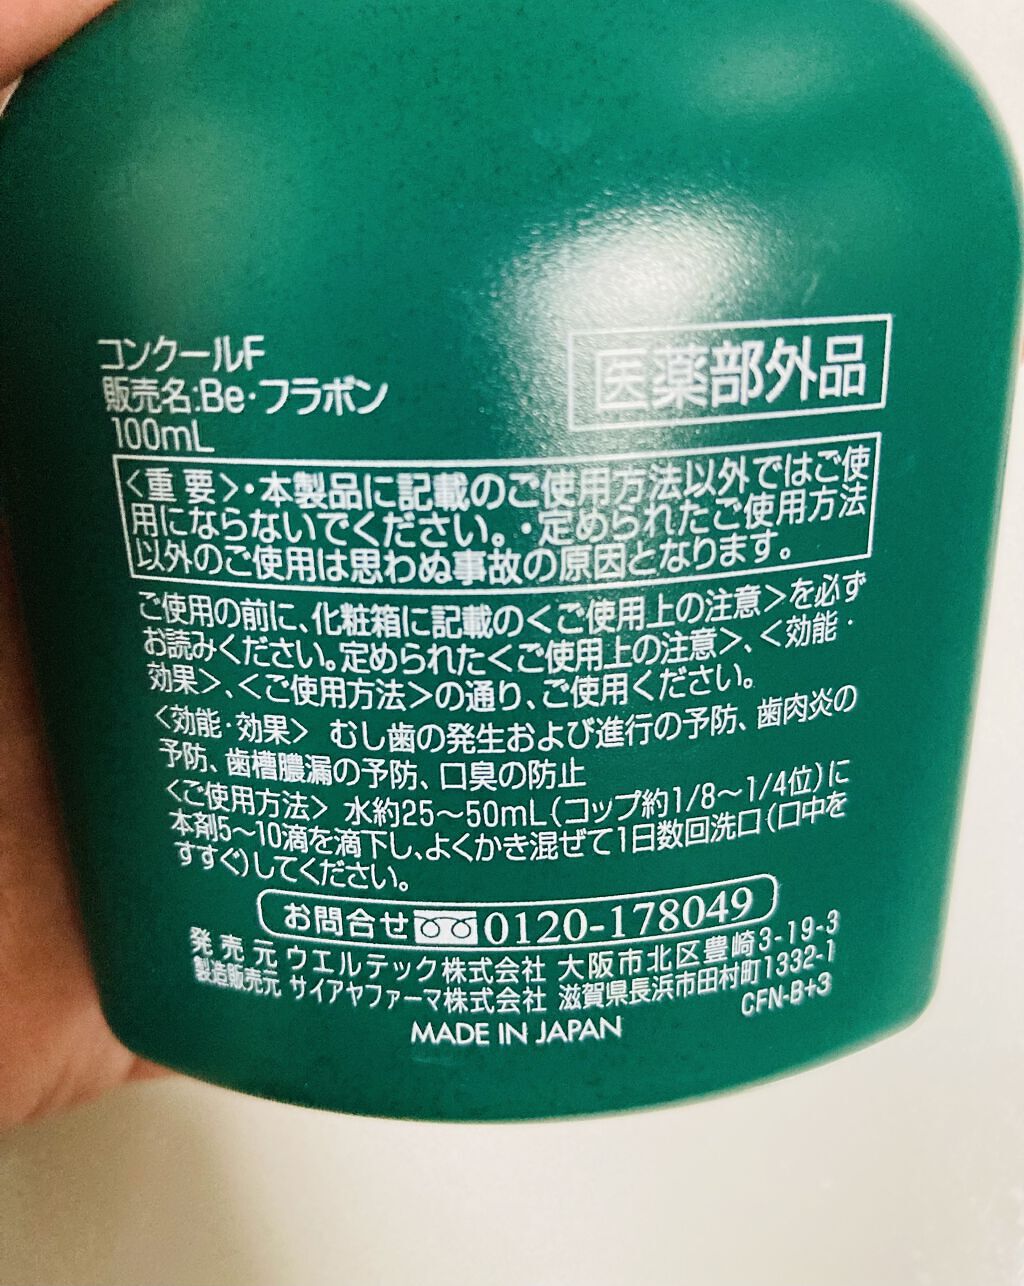 コンクールF
販売名:Be・フラボン
100mL
医薬部外品
<重要>・本製品に記載のご使用方法以外ではご使
用にならないでください。・定められたご使用方法
以外のご使用は思わぬ事故の原因となります。
ご使用の前に、化粧箱に記載の<ご使用上の注意>を必ず
お読みください。定められた<ご使用上の注意>、<効能・
効果>、<ご使用方法>の通り、ご使用ください。
<効能・効果> むし歯の発生および進行の予防、歯肉炎の
予防、歯槽膿漏の予防、口臭の防止
<ご使用方法> 水約25~50mL(コップ約1/8~1/4位)に
本剤5~10滴を滴下し、よくかき混ぜて1日数回洗口(口中を
すすぐ)してください。
お問合せ 0120-178049
発売元 ウエルテック株式会社 大阪市北区豊崎3-19-3
製造販売元 サイアヤファーマ株式会社 滋賀県長浜市田村町1332-1
CFN-B+3
MADE IN JAPAN